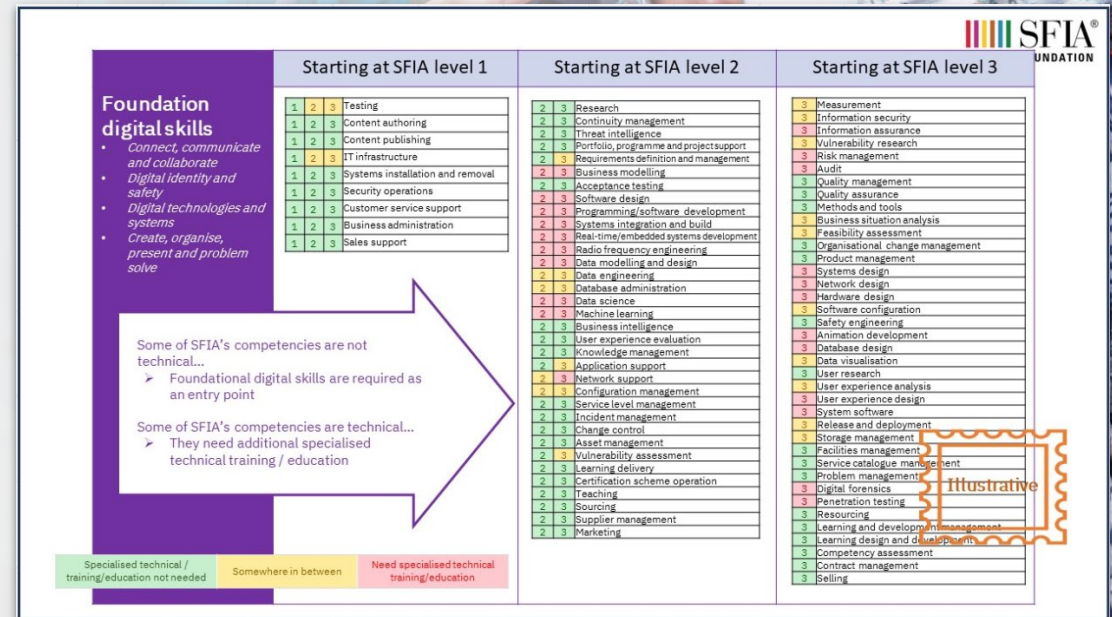 SFIA®
UNDATION
Starting at SFIA level 1
Starting at SFIA level 2
Starting at SFIA level 3
Foundation
digital skills
• Connect, communicate
and collaborate
• Digital identity and
safety
• Digital technologies and
systems
• Create, organise,
present and problem
solve
Some of SFIA's competencies are not
technical...
➢ Foundational digital skills are required as
an entry point
Some of SFIA's competencies are technical...
➢ They need additional specialised
technical training / education
Specialised technical /
training/education not needed
Somewhere in between
Need specialised technical
training/education
1 2 3 Testing
1 2 3 Content authoring
1 2 3 Content publishing
1 2 3 IT infrastructure
1 2 3 Systems installation and removal
1 2 3 Security operations
1 2 3 Customer service support
1 2 3 Business administration
1 2 3 Sales support
2 3 Research
2 3 Continuity management
2 3 Threat intelligence
2 3 Portfolio, programme and project support
2 3 Requirements definition and management
2 3 Business modelling
2 3 Acceptance testing
2 3 Software design
2 3 Programming/software development
2 3 Systems integration and build
2 3 Real-time/embedded systems development
2 3 Radio frequency engineering
2 3 Data modelling and design
2 3 Data engineering
2 3 Database administration
2 3 Data science
2 3 Machine learning
2 3 Business intelligence
2 3 User experience evaluation
2 3 Knowledge management
2 3 Application support
2 3 Network support
2 3 Configuration management
2 3 Service level management
2 3 Incident management
2 3 Change control
2 3 Asset management
2 3 Vulnerability assessment
2 3 Learning delivery
2 3 Certification scheme operation
2 3 Teaching
2 3 Sourcing
2 3 Supplier management
2 3 Marketing
3 Measurement
3 Information security
3 Information assurance
3 Vulnerability research
3 Risk management
3 Audit
3 Quality management
3 Quality assurance
3 Methods and tools
3 Business situation analysis
3 Feasibility assessment
3 Organisational change management
3 Product management
3 Systems design
3 Network design
3 Hardware design
3 Software configuration
3 Safety engineering
3 Animation development
3 Database design
3 Data visualisation
3 User research
3 User experience analysis
3 User experience design
3 System software
3 Release and deployment
3 Storage management
3 Facilities management
3 Service catalogue management
3 Problem management
3 Digital forensics
3 Penetration testing
3 Resourcing
3 Learning and development management
3 Learning design and development
3 Competency assessment
3 Contract management
3 Selling
Illustrative